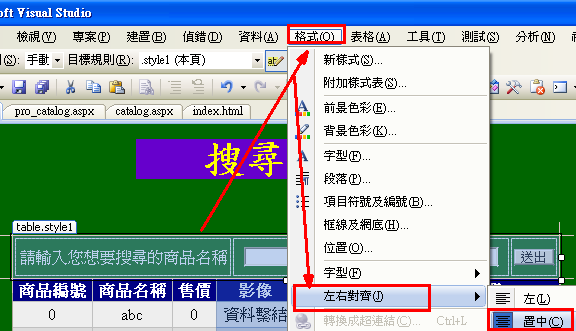 oft Visual Studio
檢視(V) 專案(P) 建置(B) 偵錯(D) 資料(A) 格式(O) 表格(A) 工具(T) 測試(S) 分析(N)
(S): 手動 目標規則(R): .style1 (本頁) ab
pro_catalog.aspx catalog.aspx index.html
新樣式(S)...
附加樣式表(S)...
前景色彩(E)...
背景色彩(K)...
字型(F)...
段落(P)...
項目符號及編號(B)...
框線及網底(H)...
位置(O)...
字型(F)
左右對齊(J)
轉換成超連結(C)... Ctrl+L
左(L)
置中(C)
搜尋
table.style1
請輸入您想要搜尋的商品名稱 送出
商品編號 商品名稱 售價 影像
0 abc 0 資料繫結